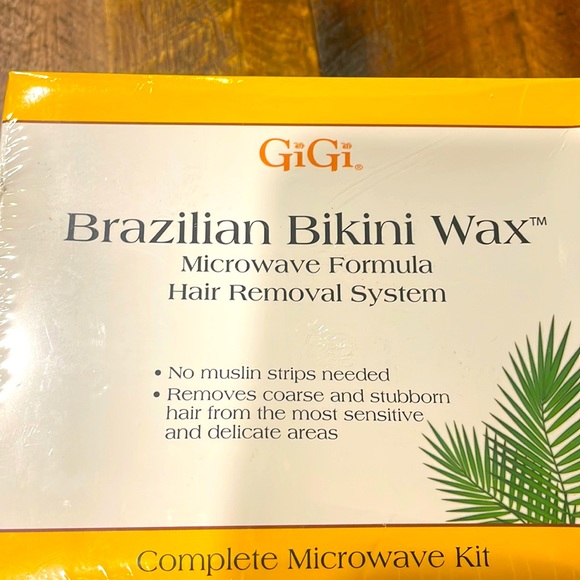 GiGi®
Brazilian Bikini Wax™
Microwave Formula
Hair Removal System
• No muslin strips needed
• Removes coarse and stubborn
hair from the most sensitive
and delicate areas
Complete Microwave Kit